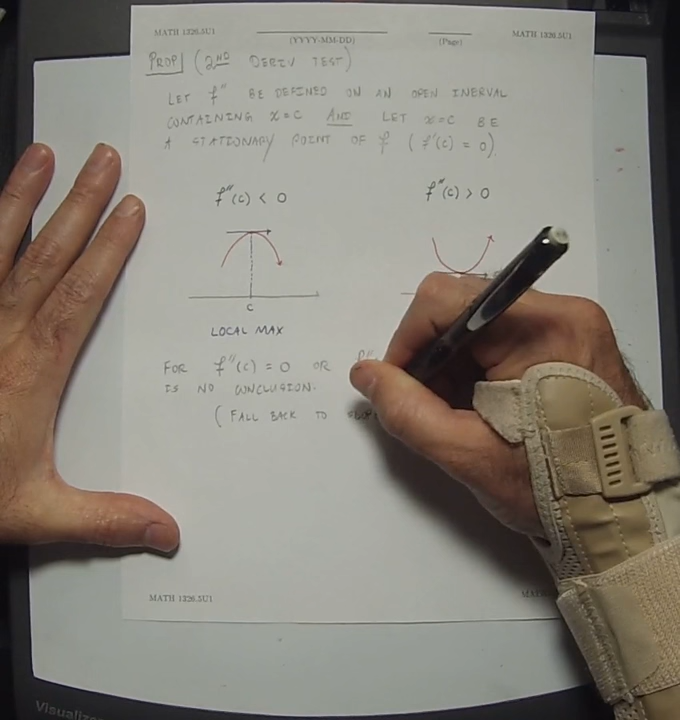 MATH 1326.5U1
(YYYY-MM-DD)
(Page)
MATH 1326.5U1
PROP (2ND DERIV TEST)
LET f'' BE DEFINED ON AN OPEN INERVAL
CONTAINING x=c AND LET x=c BE
A STATIONARY POINT OF f (f'(c) = 0).
f''(c) < 0
f''(c) > 0
C
LOCAL MAX
FOR f''(c) = 0 OR f''
IS NO CONCLUSION.
(FALL BACK TO
MATH 1326.5U1
Visualiz